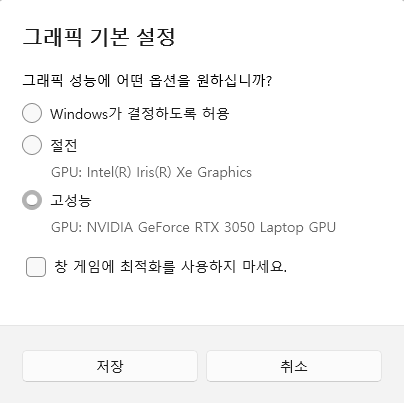 그래픽 기본 설정
그래픽 성능에 어떤 옵션을 원하십니까?
Windows가 결정하도록 허용
절전
GPU: Intel(R) Iris(R) Xe Graphics
고성능
GPU: NVIDIA GeForce RTX 3050 Laptop GPU
창 게임에 최적화를 사용하지 마세요.
저장
취소